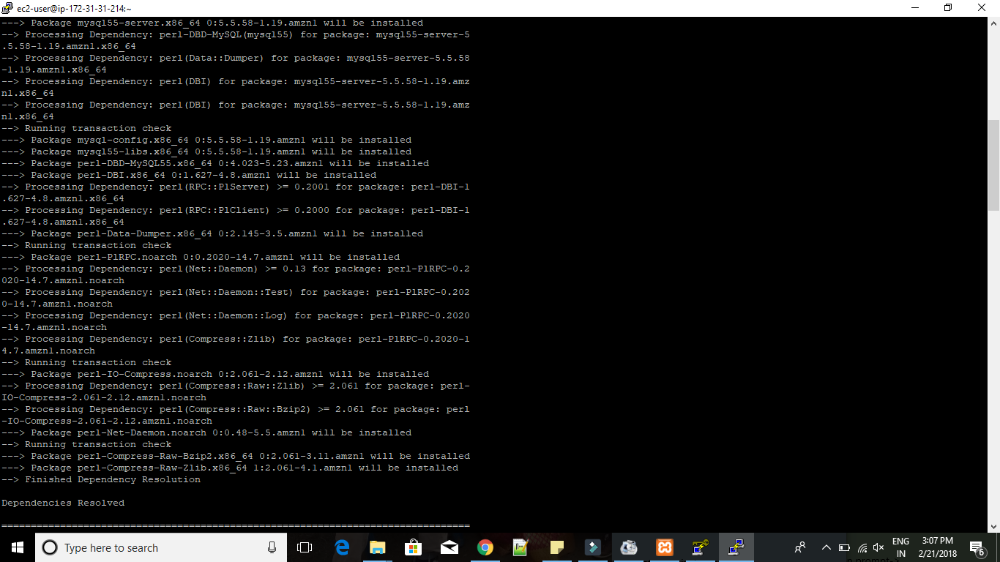 ec2-user@ip-172-31-31-214:~
---> Package mysql55-server.x86_64 0:5.5.58-1.19.amzn1 will be installed
--> Processing Dependency: perl-DBD-MySQL(mysql55) for package: mysql55-server-5
.5.58-1.19.amzn1.x86_64
--> Processing Dependency: perl(Data::Dumper) for package: mysql55-server-5.5.58
-1.19.amzn1.x86_64
--> Processing Dependency: perl(DBI) for package: mysql55-server-5.5.58-1.19.amz
n1.x86_64
--> Processing Dependency: perl(DBI) for package: mysql55-server-5.5.58-1.19.amz
n1.x86_64
--> Running transaction check
---> Package mysql-config.x86_64 0:5.5.58-1.19.amzn1 will be installed
---> Package mysql55-libs.x86_64 0:5.5.58-1.19.amzn1 will be installed
---> Package perl-DBD-MySQL55.x86_64 0:4.023-5.23.amzn1 will be installed
---> Package perl-DBI.x86_64 0:1.627-4.8.amzn1 will be installed
--> Processing Dependency: perl(RPC::PlServer) >= 0.2001 for package: perl-DBI-1
.627-4.8.amzn1.x86_64
--> Processing Dependency: perl(RPC::PlClient) >= 0.2000 for package: perl-DBI-1
.627-4.8.amzn1.x86_64
---> Package perl-Data-Dumper.x86_64 0:2.145-3.5.amzn1 will be installed
--> Running transaction check
---> Package perl-PlRPC.noarch 0:0.2020-14.7.amzn1 will be installed
--> Processing Dependency: perl(Net::Daemon) >= 0.13 for package: perl-PlRPC-0.2
020-14.7.amzn1.noarch
--> Processing Dependency: perl(Net::Daemon::Test) for package: perl-PlRPC-0.202
0-14.7.amzn1.noarch
--> Processing Dependency: perl(Net::Daemon::Log) for package: perl-PlRPC-0.2020
-14.7.amzn1.noarch
--> Processing Dependency: perl(Compress::Zlib) for package: perl-PlRPC-0.2020-1
4.7.amzn1.noarch
--> Running transaction check
---> Package perl-IO-Compress.noarch 0:2.061-2.12.amzn1 will be installed
--> Processing Dependency: perl(Compress::Raw::Zlib) >= 2.061 for package: perl-
IO-Compress-2.061-2.12.amzn1.noarch
--> Processing Dependency: perl(Compress::Raw::Bzip2) >= 2.061 for package: perl
-IO-Compress-2.061-2.12.amzn1.noarch
---> Package perl-Net-Daemon.noarch 0:0.48-5.5.amzn1 will be installed
--> Running transaction check
---> Package perl-Compress-Raw-Bzip2.x86_64 0:2.061-3.11.amzn1 will be installed
---> Package perl-Compress-Raw-Zlib.x86_64 1:2.061-4.1.amzn1 will be installed
--> Finished Dependency Resolution
Dependencies Resolved
================================================================================
Type here to search
ENG
IN
3:07 PM
2/21/2018
6